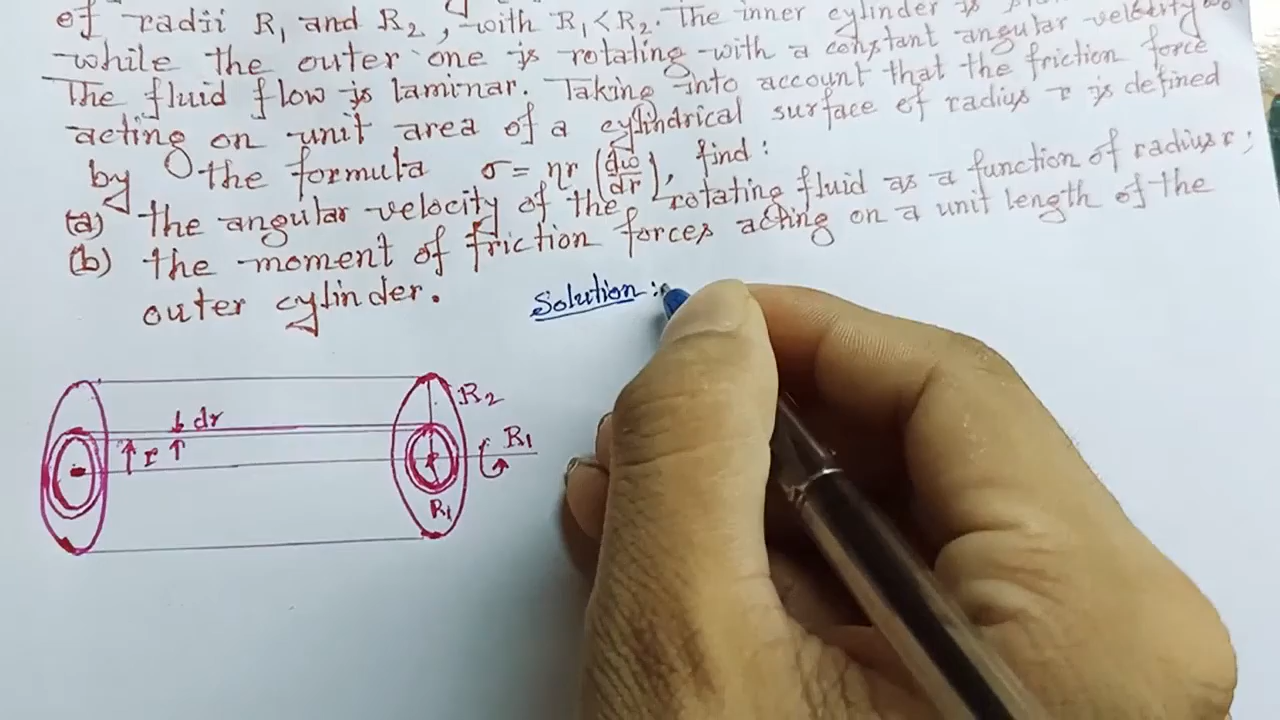 of radii R₁ and R₂, with R₁ < R₂. The inner cylinder is
while the outer one is rotating with a constant angular velocity ω₀
The fluid flow is laminar. Taking into account that the friction force
acting on unit area of a cylindrical surface of radius r is defined
by the formula σ = ηr (dω/dr), find:
(a) the angular velocity of the rotating fluid as a function of radius r;
(b) the moment of friction forces acting on a unit length of the
outer cylinder.
Solution:
R₂
dr
r
R₁
R₁